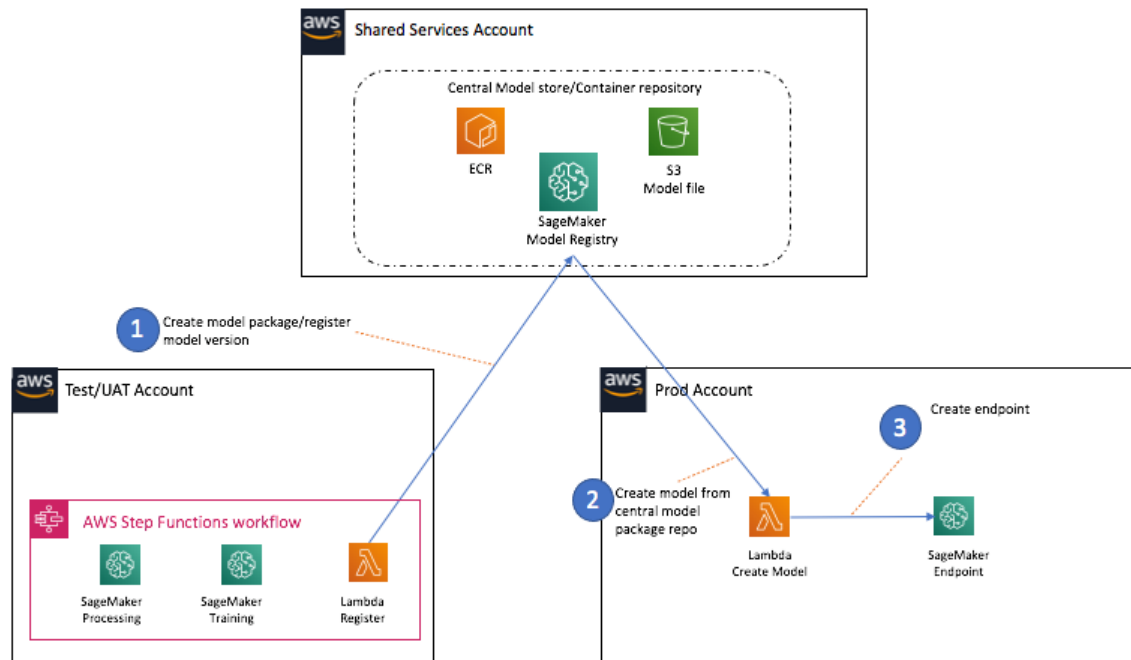 aws
Shared Services Account
Central Model store/Container repository
ECR
S3
Model file
SageMaker
Model Registry
1
Create model package/register
model version
aws
Test/UAT Account
AWS Step Functions workflow
SageMaker
Processing
SageMaker
Training
Lambda
Register
aws
Prod Account
3
Create endpoint
2
Create model from
central model
package repo
Lambda
Create Model
SageMaker
Endpoint